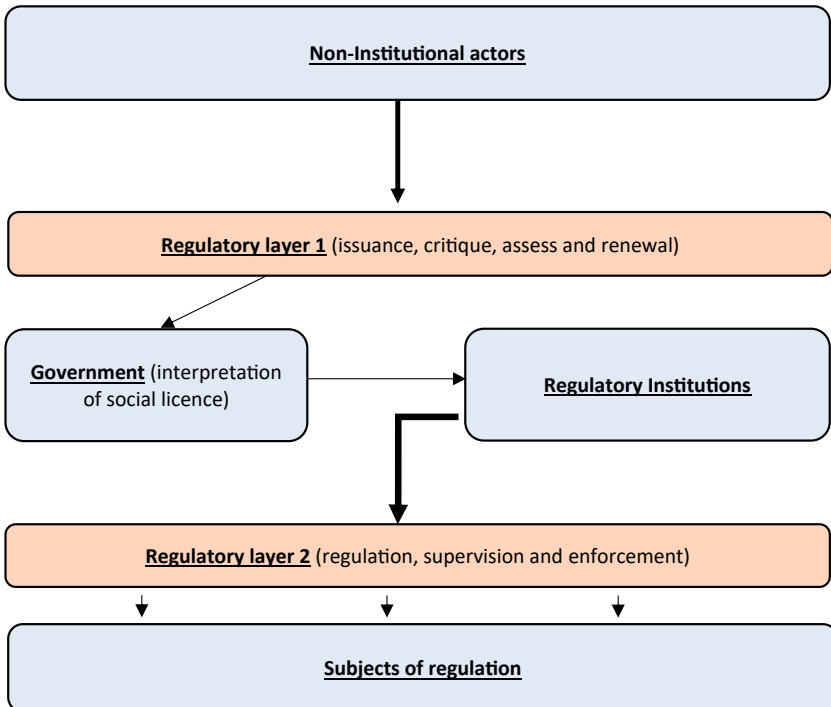 Non-Institutional actors
Regulatory layer 1 (issuance, critique, assess and renewal)
Government (interpretation
of social licence)
Regulatory Institutions
Regulatory layer 2 (regulation, supervision and enforcement)
Subjects of regulation